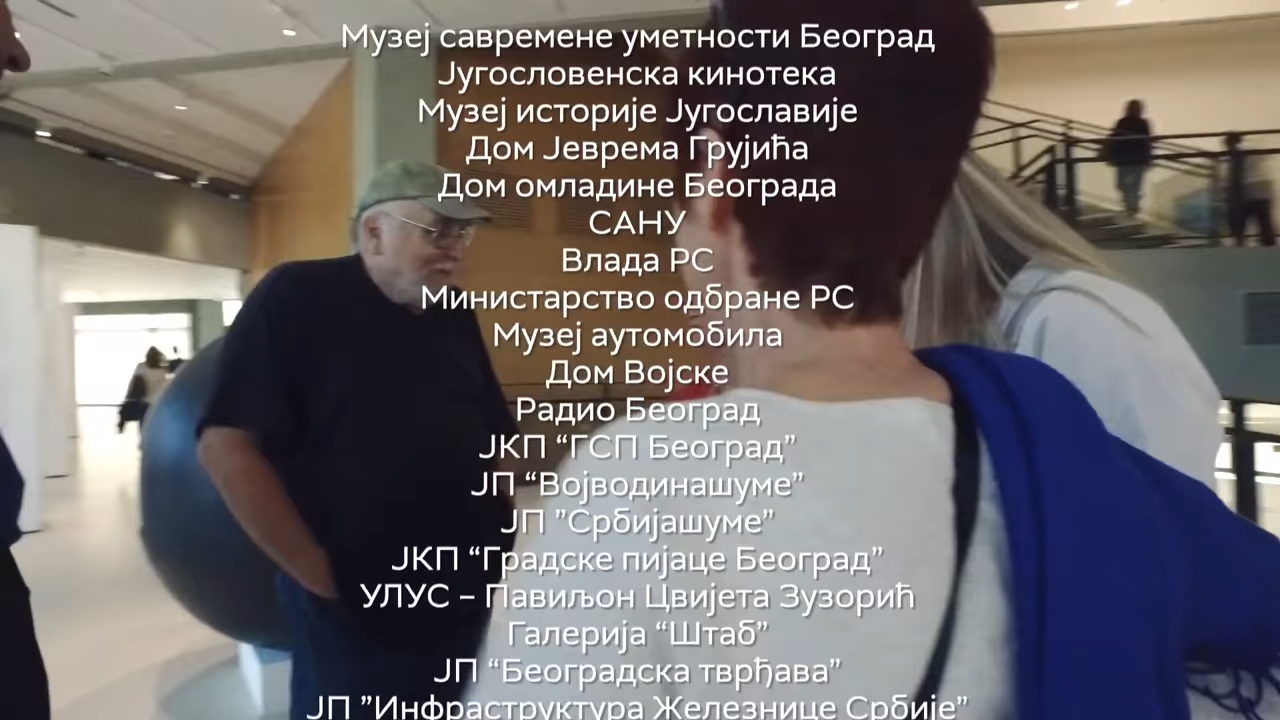 Музеј савремене уметности Београд
Југословенска кинотека
Музеј историје Југославије
Дом Јеврема Грујића
Дом омладине Београда
САНУ
Влада РС
Министарство одбране РС
Музеј аутомобила
Дом Војске
Радио Београд
ЈКП “ГСП Београд”
ЈП “Војводинашуме”
ЈП ”Србијашуме”
ЈКП “Градске пијаце Београд”
УЛУС – Павиљон Цвијета Зузорић
Галерија “Штаб”
ЈП “Београдска тврђава”
ЈП ”Инфраструктура Железнице Србије”